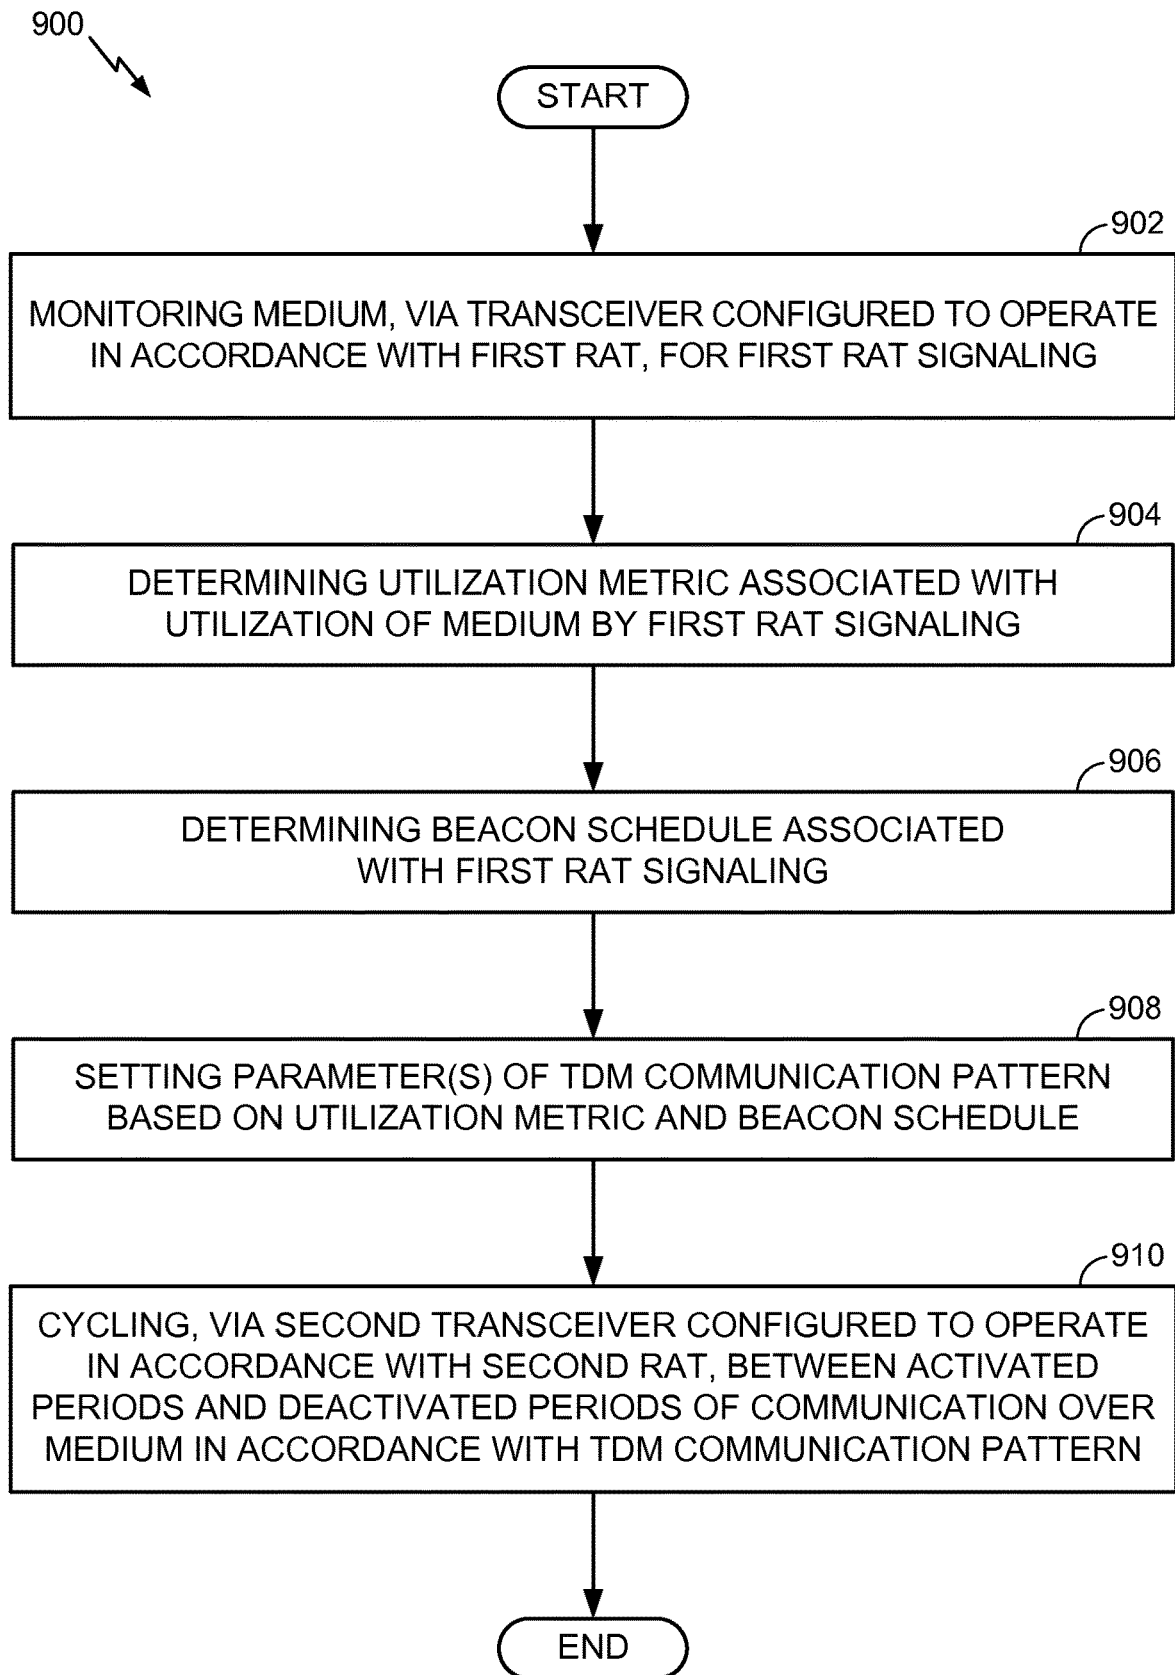 900
START
902
MONITORING MEDIUM, VIA TRANSCEIVER CONFIGURED TO OPERATE
IN ACCORDANCE WITH FIRST RAT, FOR FIRST RAT SIGNALING
904
DETERMINING UTILIZATION METRIC ASSOCIATED WITH
UTILIZATION OF MEDIUM BY FIRST RAT SIGNALING
906
DETERMINING BEACON SCHEDULE ASSOCIATED
WITH FIRST RAT SIGNALING
908
SETTING PARAMETER(S) OF TDM COMMUNICATION PATTERN
BASED ON UTILIZATION METRIC AND BEACON SCHEDULE
910
CYCLING, VIA SECOND TRANSCEIVER CONFIGURED TO OPERATE
IN ACCORDANCE WITH SECOND RAT, BETWEEN ACTIVATED
PERIODS AND DEACTIVATED PERIODS OF COMMUNICATION OVER
MEDIUM IN ACCORDANCE WITH TDM COMMUNICATION PATTERN
END